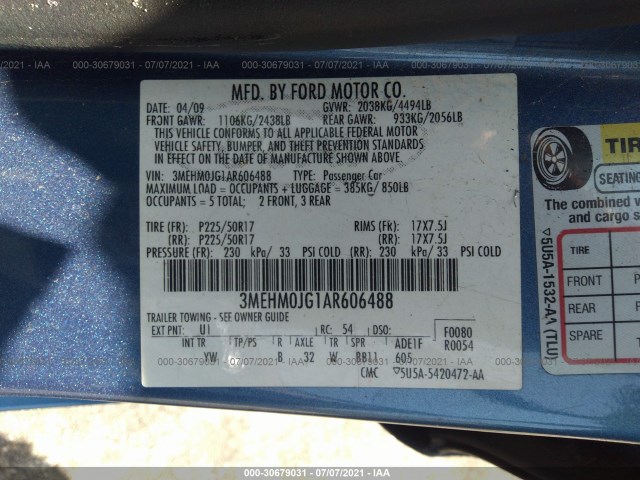 000-30679031 - 07/07/2021 - IAA
MFD. BY FORD MOTOR CO.
DATE: 04/09 GVWR: 2038KG/4494LB
FRONT GAWR: 1106KG/2438LB REAR GAWR: 933KG/2056LB
THIS VEHICLE CONFORMS TO ALL APPLICABLE FEDERAL MOTOR
VEHICLE SAFETY, BUMPER, AND THEFT PREVENTION STANDARDS
IN EFFECT ON THE DATE OF MANUFACTURE SHOWN ABOVE.
VIN: 3MEHM0JG1AR606488 TYPE: Passenger Car
MAXIMUM LOAD = OCCUPANTS + LUGGAGE = 385KG/ 850LB
OCCUPANTS = 5 TOTAL; 2 FRONT, 3 REAR
TIRE (FR): P225/50R17 RIMS (FR): 17X7.5J
(RR): P225/50R17 (RR): 17X7.5J
PRESSURE (FR): 230 kPa/ 33 PSI COLD (RR): 230 kPa/ 33 PSI COLD
3MEHM0JG1AR606488
TRAILER TOWING - SEE OWNER GUIDE
EXT PNT: U1 RC: 54 DSO: F0080
INT TR TP/PS R AXLE TR SPR ADE1F R0054
YW B 32 W BB11 605
CMC ▽5U5A-5420472-AA
TIRE
SEATING
The combined
and cargo s
TIRE
FRONT P
REAR P
SPARE T
▽5U5A-1532-AA (TLU)
000-30679031 - 07/07/2021 - IAA